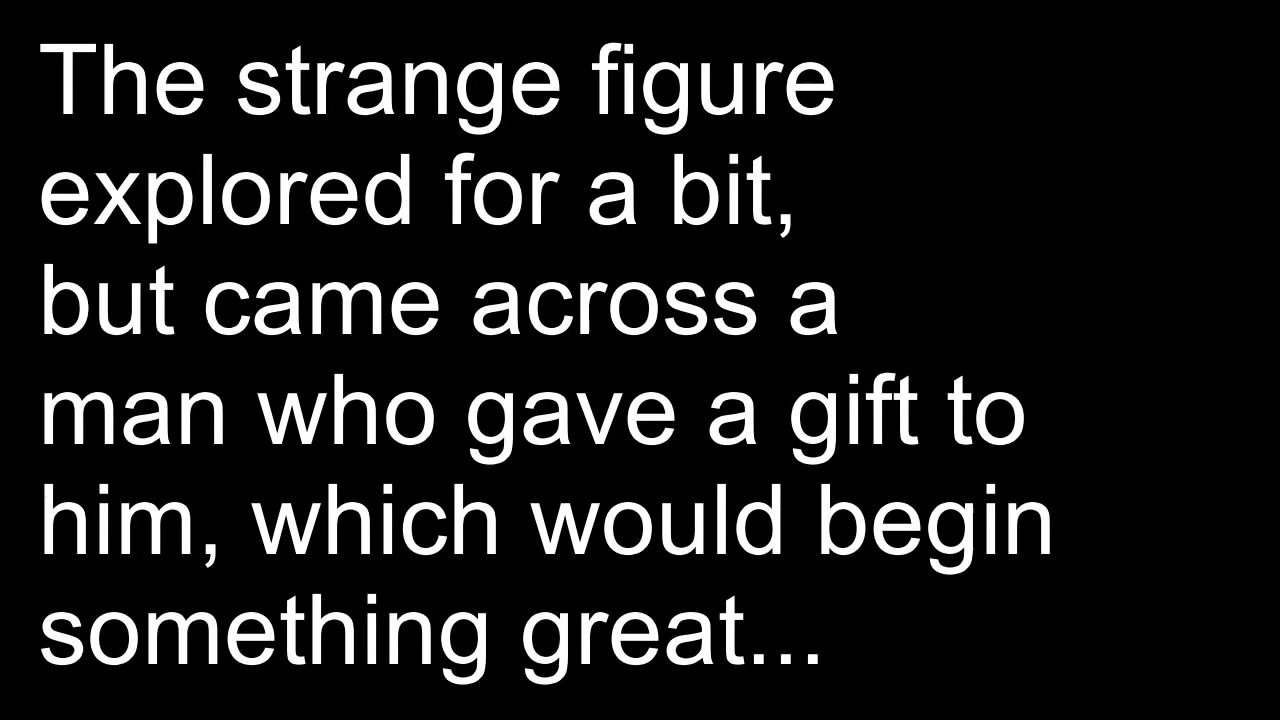 The strange figure
explored for a bit,
but came across a
man who gave a gift to
him, which would begin
something great...